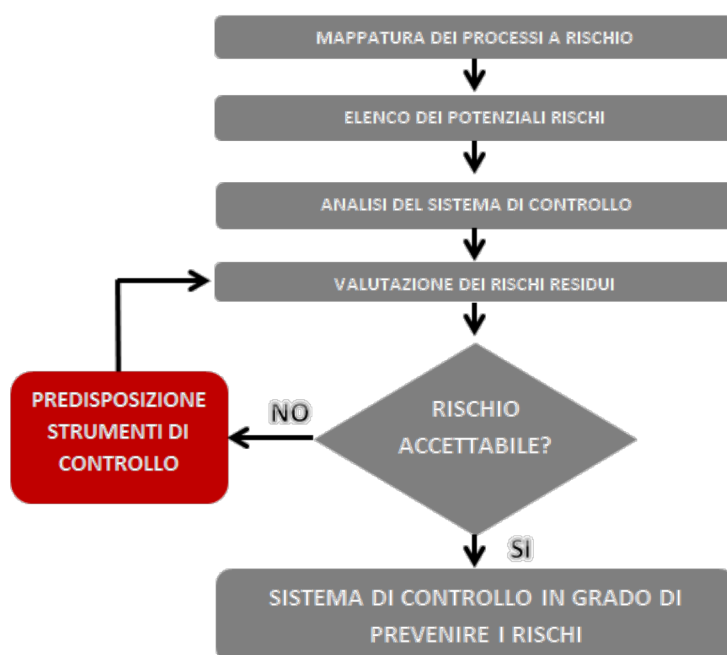 MAPPATURA DEI PROCESSI A RISCHIO
ELENCO DEI POTENZIALI RISCHI
ANALISI DEL SISTEMA DI CONTROLLO
VALUTAZIONE DEI RISCHI RESIDUI
RISCHIO
ACCETTABILE?
NO
PREDISPOSIZIONE
STRUMENTI DI
CONTROLLO
SI
SISTEMA DI CONTROLLO IN GRADO DI
PREVENIRE I RISCHI